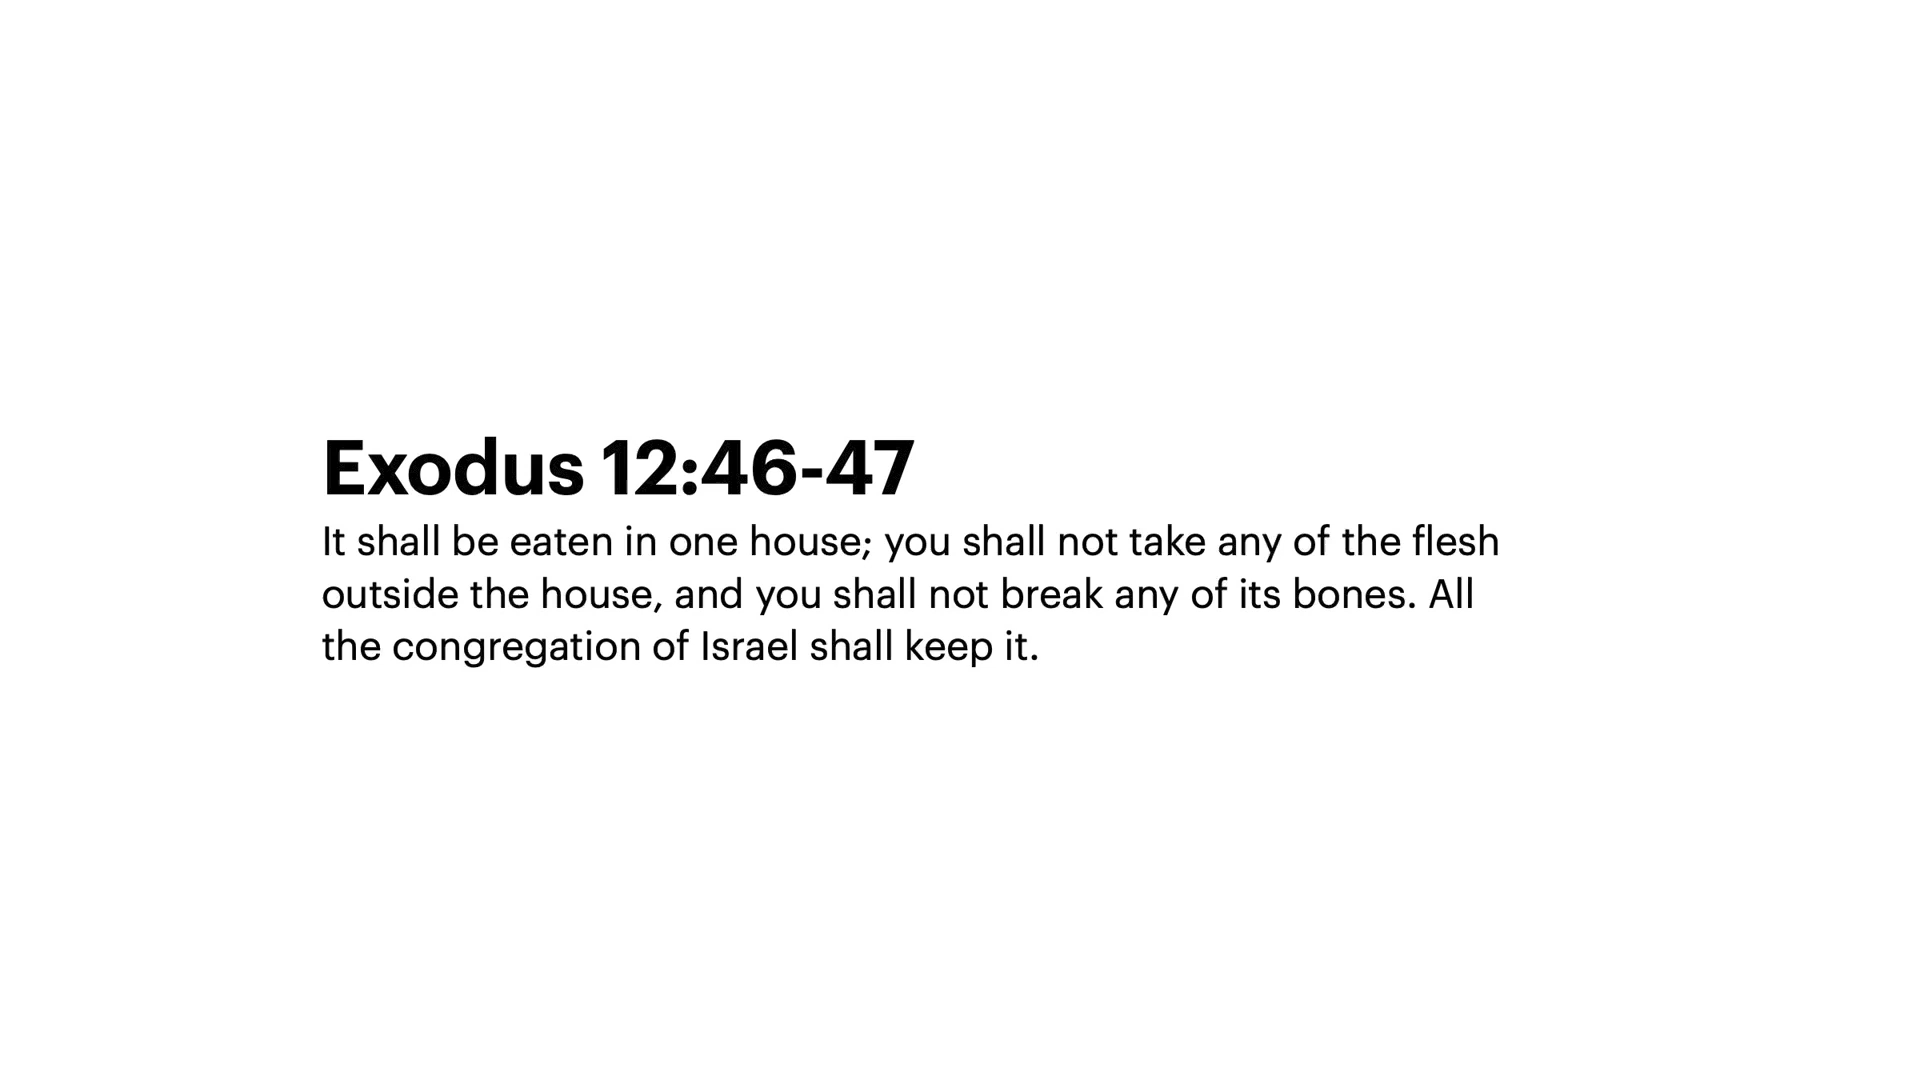 Exodus 12:46-47
It shall be eaten in one house; you shall not take any of the flesh
outside the house, and you shall not break any of its bones. All
the congregation of Israel shall keep it.